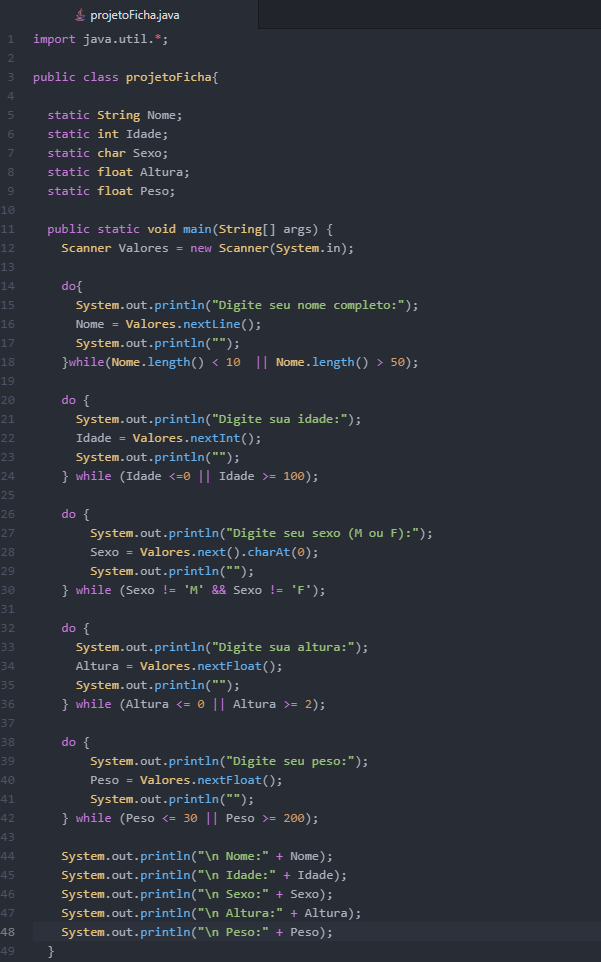 projetoFicha.java
1 import java.util.*;
2
3 public class projetoFicha{
4
5 static String Nome;
6 static int Idade;
7 static char Sexo;
8 static float Altura;
9 static float Peso;
10
11 public static void main(String[] args) {
12 Scanner Valores = new Scanner(System.in);
13
14 do{
15 System.out.println("Digite seu nome completo:");
16 Nome = Valores.nextLine();
17 System.out.println("");
18 }while(Nome.length() < 10 || Nome.length() > 50);
19
20 do {
21 System.out.println("Digite sua idade:");
22 Idade = Valores.nextInt();
23 System.out.println("");
24 } while (Idade <=0 || Idade >= 100);
25
26 do {
27 System.out.println("Digite seu sexo (M ou F):");
28 Sexo = Valores.next().charAt(0);
29 System.out.println("");
30 } while (Sexo != 'M' && Sexo != 'F');
31
32 do {
33 System.out.println("Digite sua altura:");
34 Altura = Valores.nextFloat();
35 System.out.println("");
36 } while (Altura <= 0 || Altura >= 2);
37
38 do {
39 System.out.println("Digite seu peso:");
40 Peso = Valores.nextFloat();
41 System.out.println("");
42 } while (Peso <= 30 || Peso >= 200);
43
44 System.out.println("\n Nome:" + Nome);
45 System.out.println("\n Idade:" + Idade);
46 System.out.println("\n Sexo:" + Sexo);
47 System.out.println("\n Altura:" + Altura);
48 System.out.println("\n Peso:" + Peso);
49 }